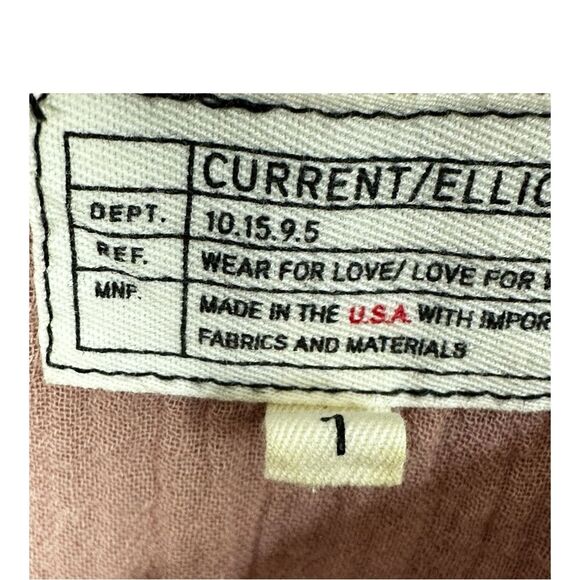 CURRENT/ELLIO
DEPT. 10.15.9.5
REF. WEAR FOR LOVE/ LOVE FOR
MNF. MADE IN THE U.S.A. WITH IMPOR
FABRICS AND MATERIALS
1